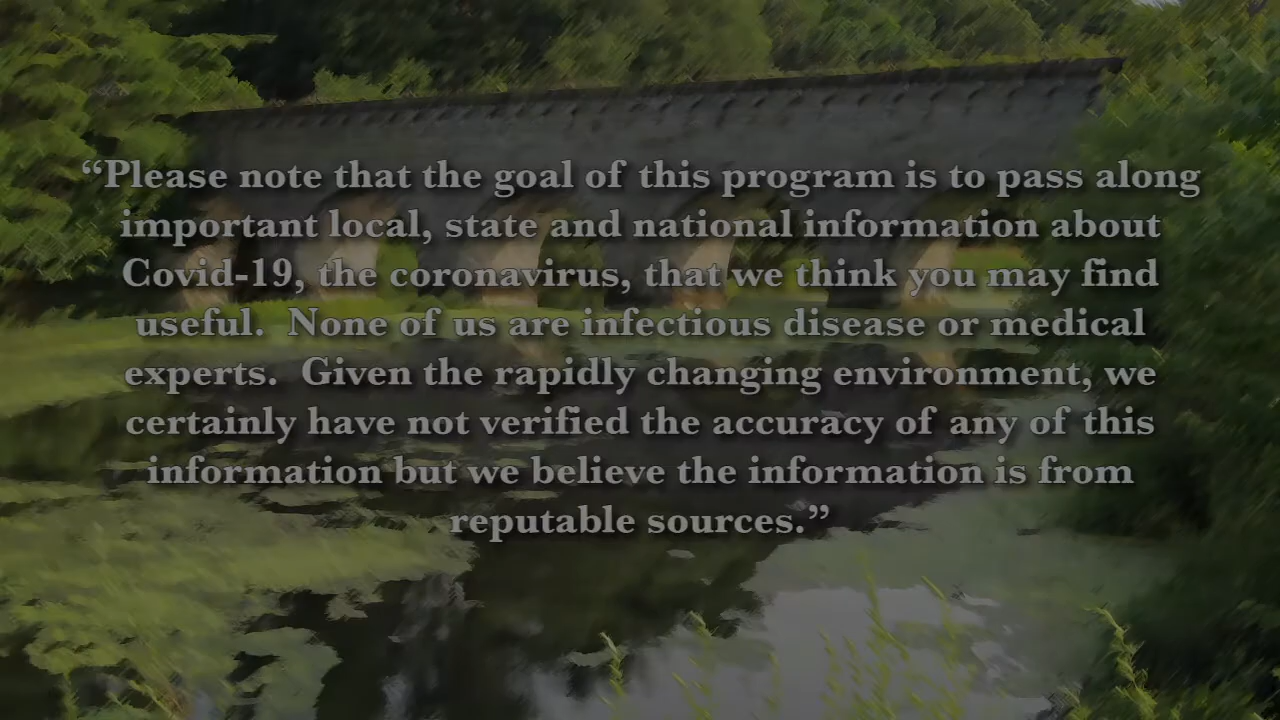 “Please note that the goal of this program is to pass along
important local, state and national information about
Covid-19, the coronavirus, that we think you may find
useful.  None of us are infectious disease or medical
experts.  Given the rapidly changing environment, we
certainly have not verified the accuracy of any of this
information but we believe the information is from
reputable sources.”